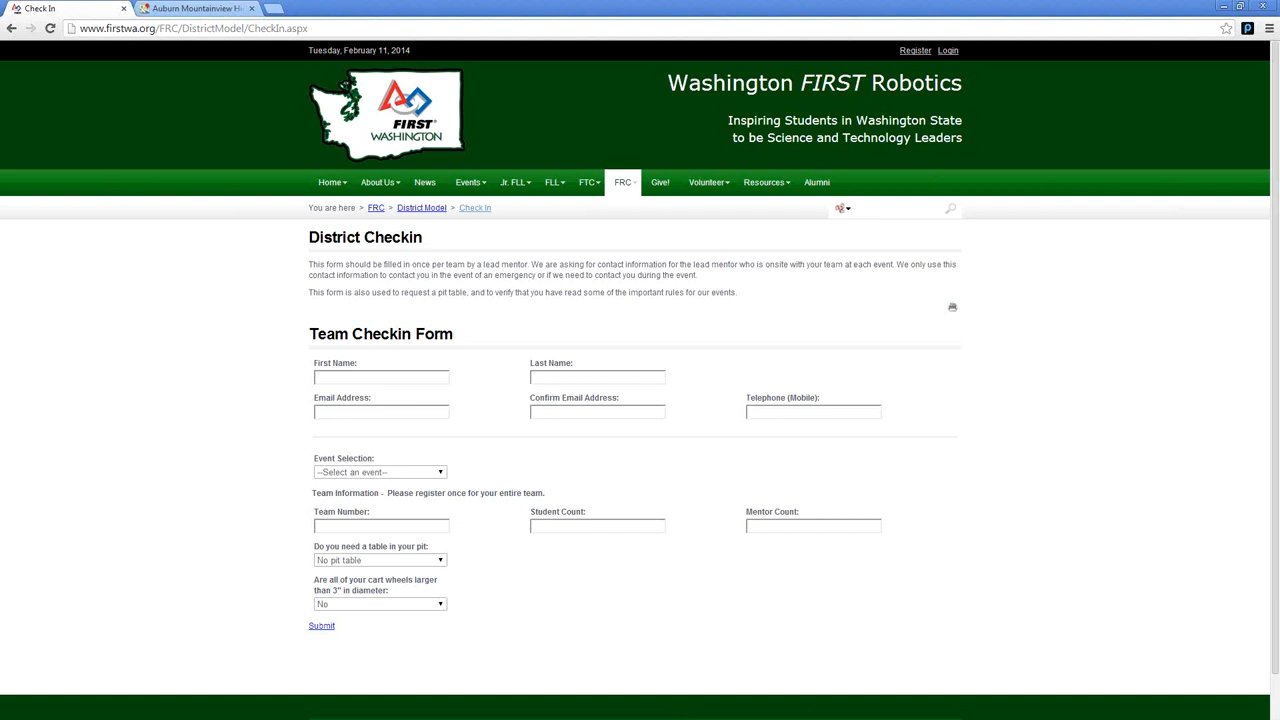 Check In
Auburn Mountainview Hi
www.firstwa.org/FRC/DistrictModel/CheckIn.aspx
Tuesday, February 11, 2014
Register Login
FIRST
WASHINGTON
Washington FIRST Robotics
Inspiring Students in Washington State
to be Science and Technology Leaders
Home About Us News Events Jr. FLL FLL FTC FRC Give! Volunteer Resources Alumni
You are here > FRC > District Model > Check In
District Checkin
This form should be filled in once per team by a lead mentor. We are asking for contact information for the lead mentor who is onsite with your team at each event. We only use this
contact information to contact you in the event of an emergency or if we need to contact you during the event.
This form is also used to request a pit table, and to verify that you have read some of the important rules for our events.
Team Checkin Form
First Name: Last Name:
Email Address: Confirm Email Address: Telephone (Mobile):
Event Selection:
--Select an event--
Team Information - Please register once for your entire team.
Team Number: Student Count: Mentor Count:
Do you need a table in your pit:
No pit table
Are all of your cart wheels larger
than 3" in diameter:
No
Submit